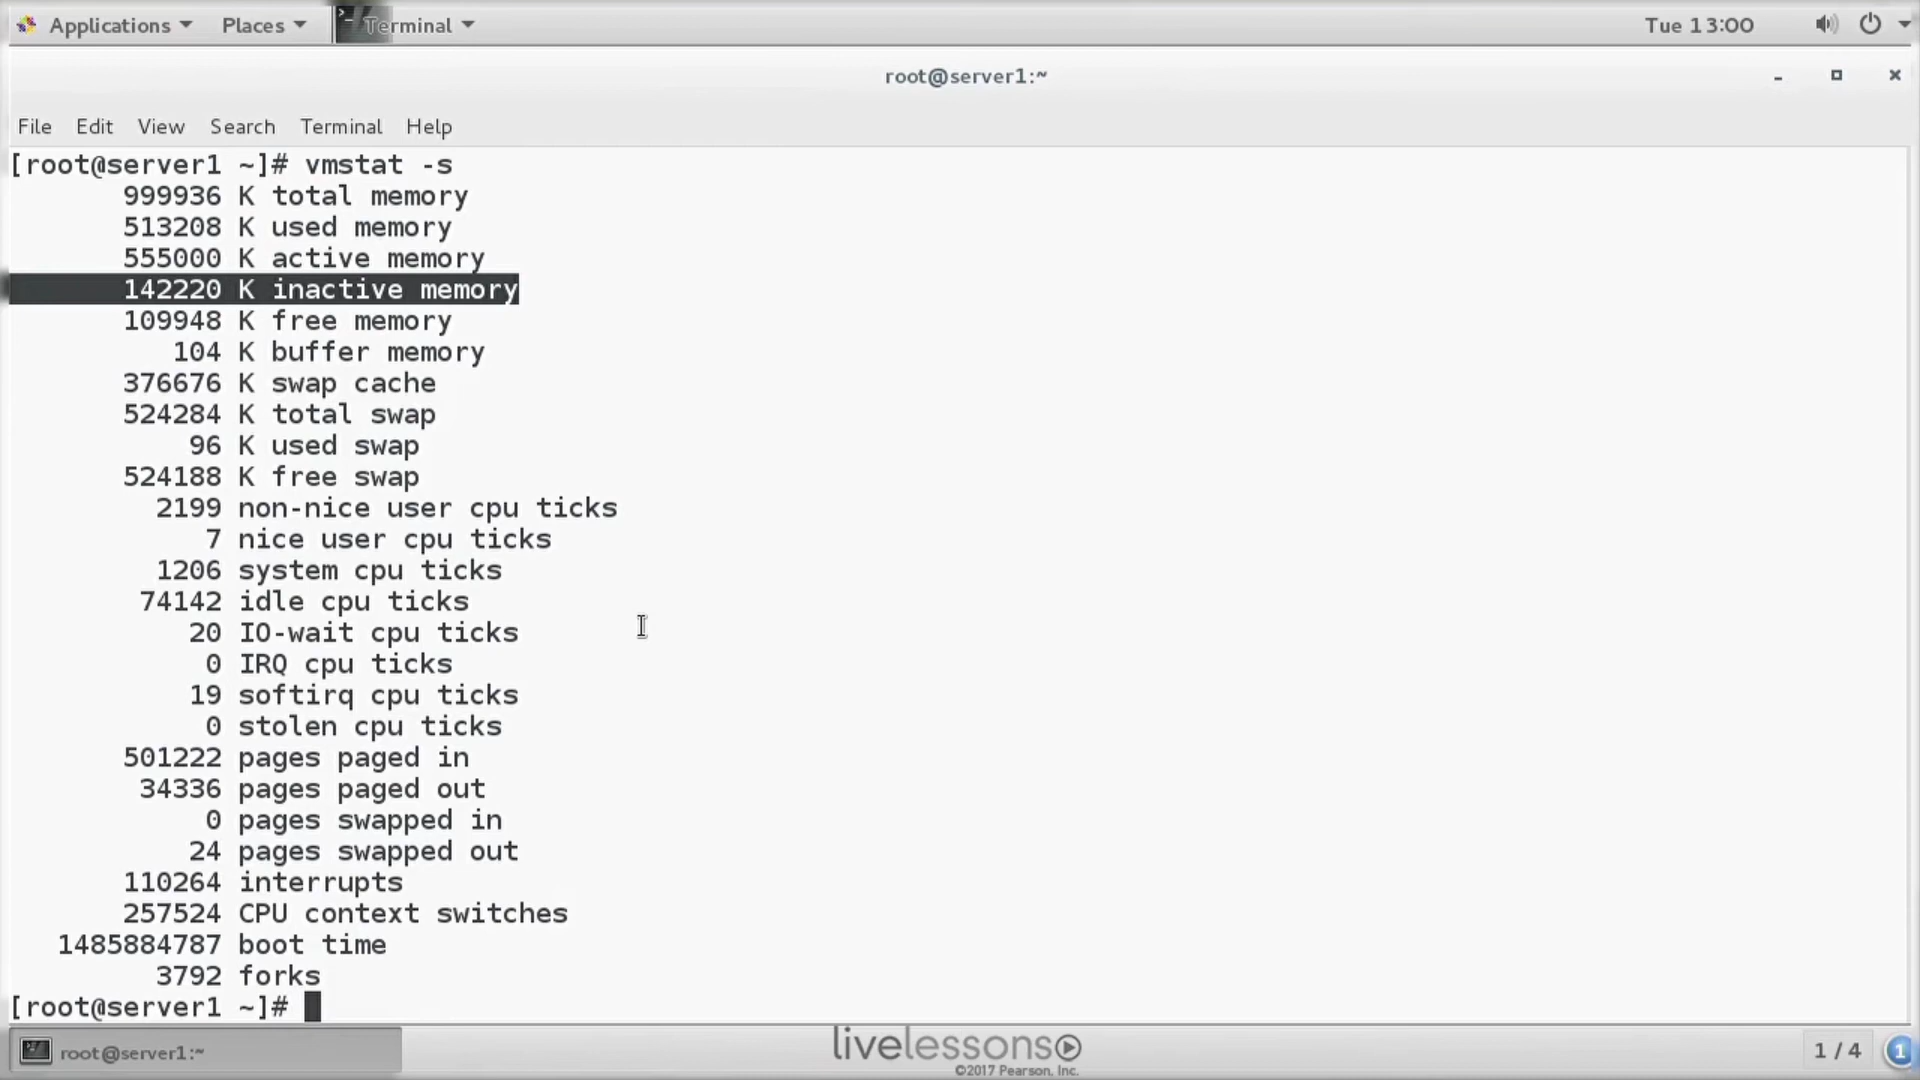 Applications Places Terminal Tue 13:00
root@server1:~
File Edit View Search Terminal Help
[root@server1 ~]# vmstat -s
999936 K total memory
513208 K used memory
555000 K active memory
142220 K inactive memory
109948 K free memory
104 K buffer memory
376676 K swap cache
524284 K total swap
96 K used swap
524188 K free swap
2199 non-nice user cpu ticks
7 nice user cpu ticks
1206 system cpu ticks
74142 idle cpu ticks
20 IO-wait cpu ticks
0 IRQ cpu ticks
19 softirq cpu ticks
0 stolen cpu ticks
501222 pages paged in
34336 pages paged out
0 pages swapped in
24 pages swapped out
110264 interrupts
257524 CPU context switches
1485884787 boot time
3792 forks
[root@server1 ~]#
root@server1:~ livelessons 1 / 4 1
©2017 Pearson, Inc.